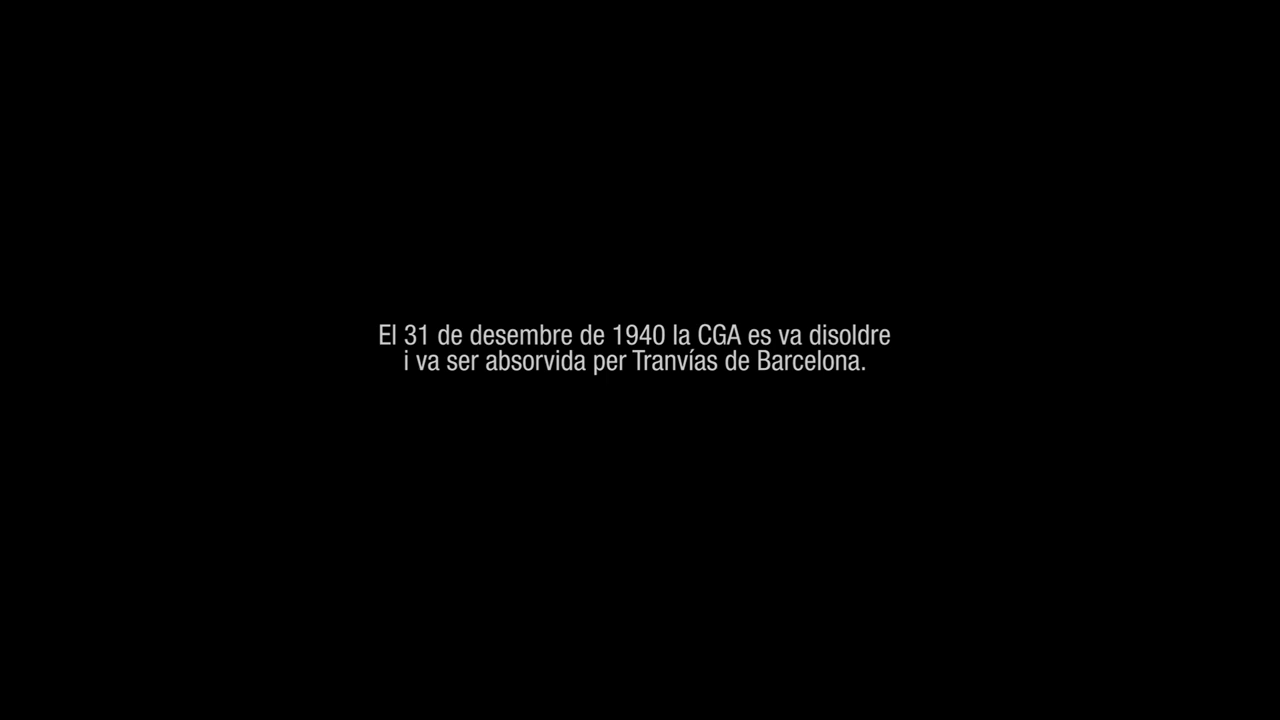 El 31 de desembre de 1940 la CGA es va disoldre
i va ser absorvida per Tranvías de Barcelona.